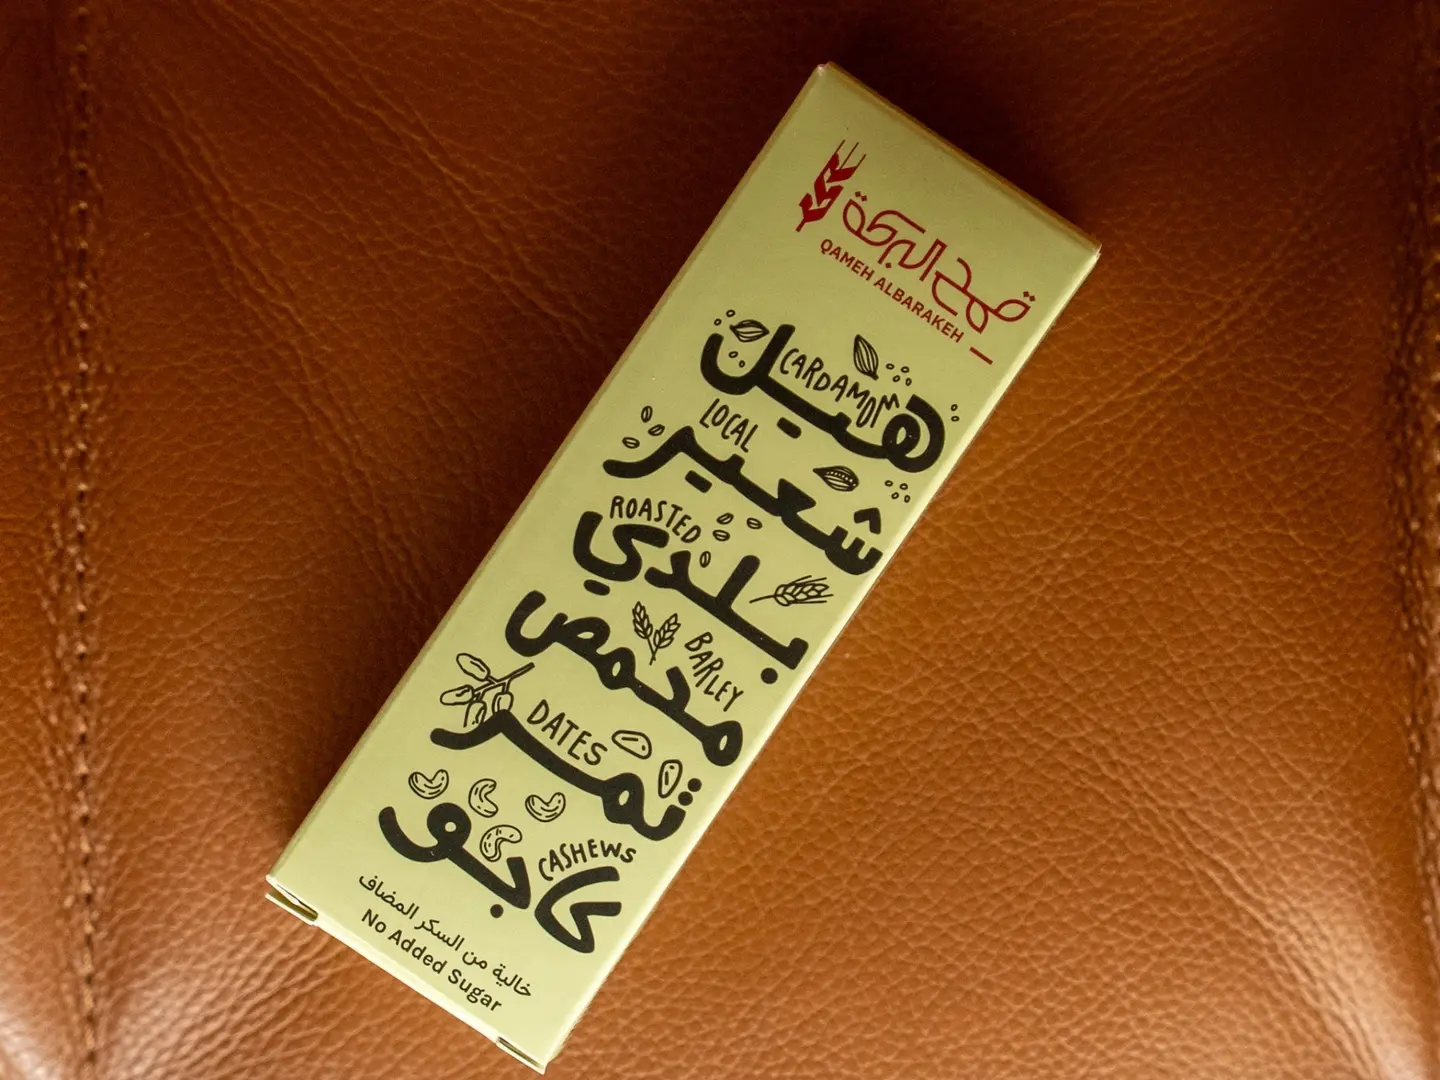 قمح البركة
QAMEH ALBARAKEH
هيل
CARDAMOM
شعير
LOCAL
بلدي
ROASTED
محمص
BARLEY
تمر
DATES
كاجو
CASHEWS
خالية من السكر المضاف
No Added Sugar